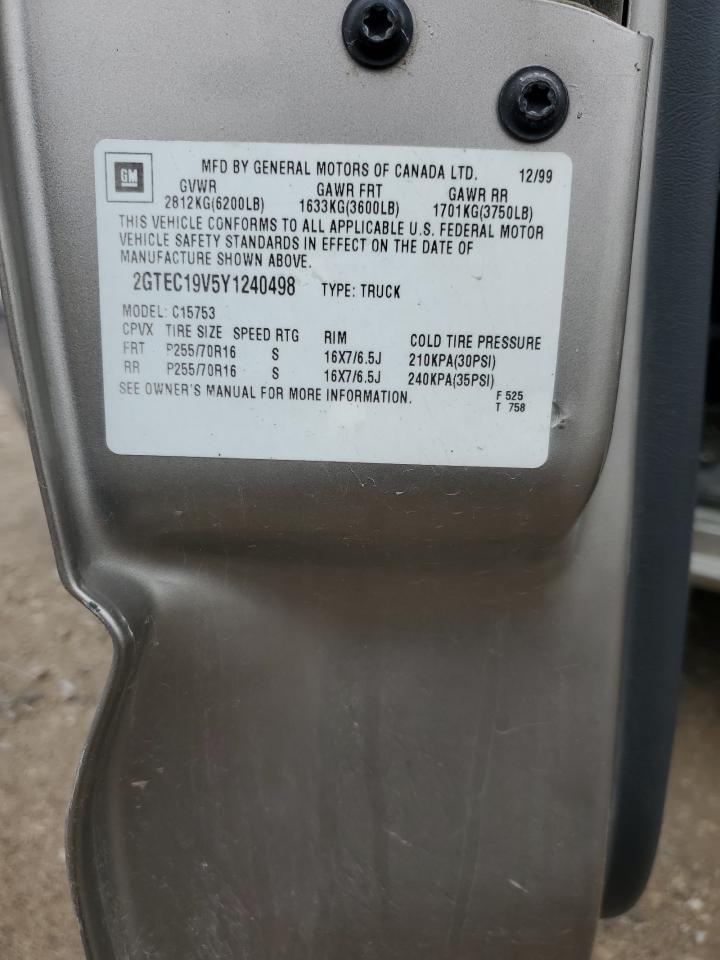 GM
MFD BY GENERAL MOTORS OF CANADA LTD. 12/99
GVWR GAWR FRT GAWR RR
2812KG(6200LB) 1633KG(3600LB) 1701KG(3750LB)
THIS VEHICLE CONFORMS TO ALL APPLICABLE U.S. FEDERAL MOTOR
VEHICLE SAFETY STANDARDS IN EFFECT ON THE DATE OF
MANUFACTURE SHOWN ABOVE.
2GTEC19V5Y1240498 TYPE: TRUCK
MODEL: C15753
CPVX TIRE SIZE SPEED RTG RIM COLD TIRE PRESSURE
FRT P255/70R16 S 16X7/6.5J 210KPA(30PSI)
RR P255/70R16 S 16X7/6.5J 240KPA(35PSI)
SEE OWNER'S MANUAL FOR MORE INFORMATION. F 525
T 758